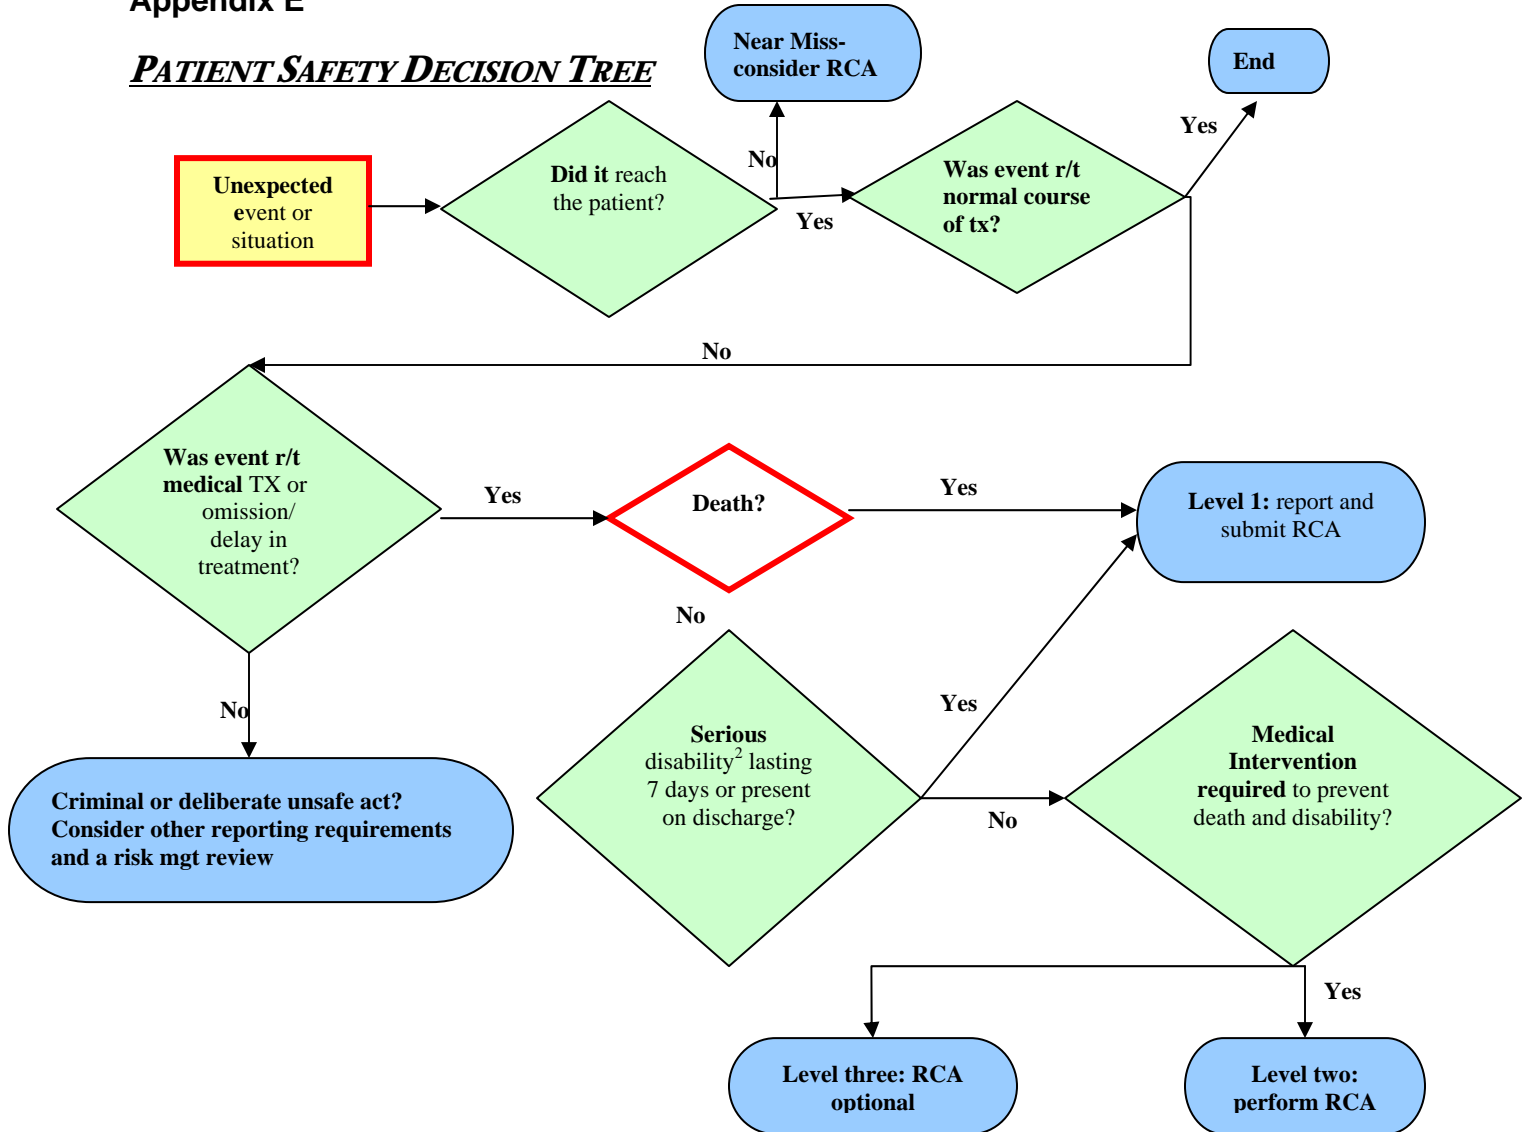 Appendix E
PATIENT SAFETY DECISION TREE
Near Miss-
consider RCA
End
Yes
No
Unexpected
event or
situation
Did it reach
the patient?
Yes
Was event r/t
normal course
of tx?
No
Was event r/t
medical TX or
omission/
delay in
treatment?
Yes
Death?
Yes
Level 1: report and
submit RCA
No
No
Criminal or deliberate unsafe act?
Consider other reporting requirements
and a risk mgt review
Serious
disability2 lasting
7 days or present
on discharge?
Yes
No
Medical
Intervention
required to prevent
death and disability?
Yes
Level three: RCA
optional
Level two:
perform RCA